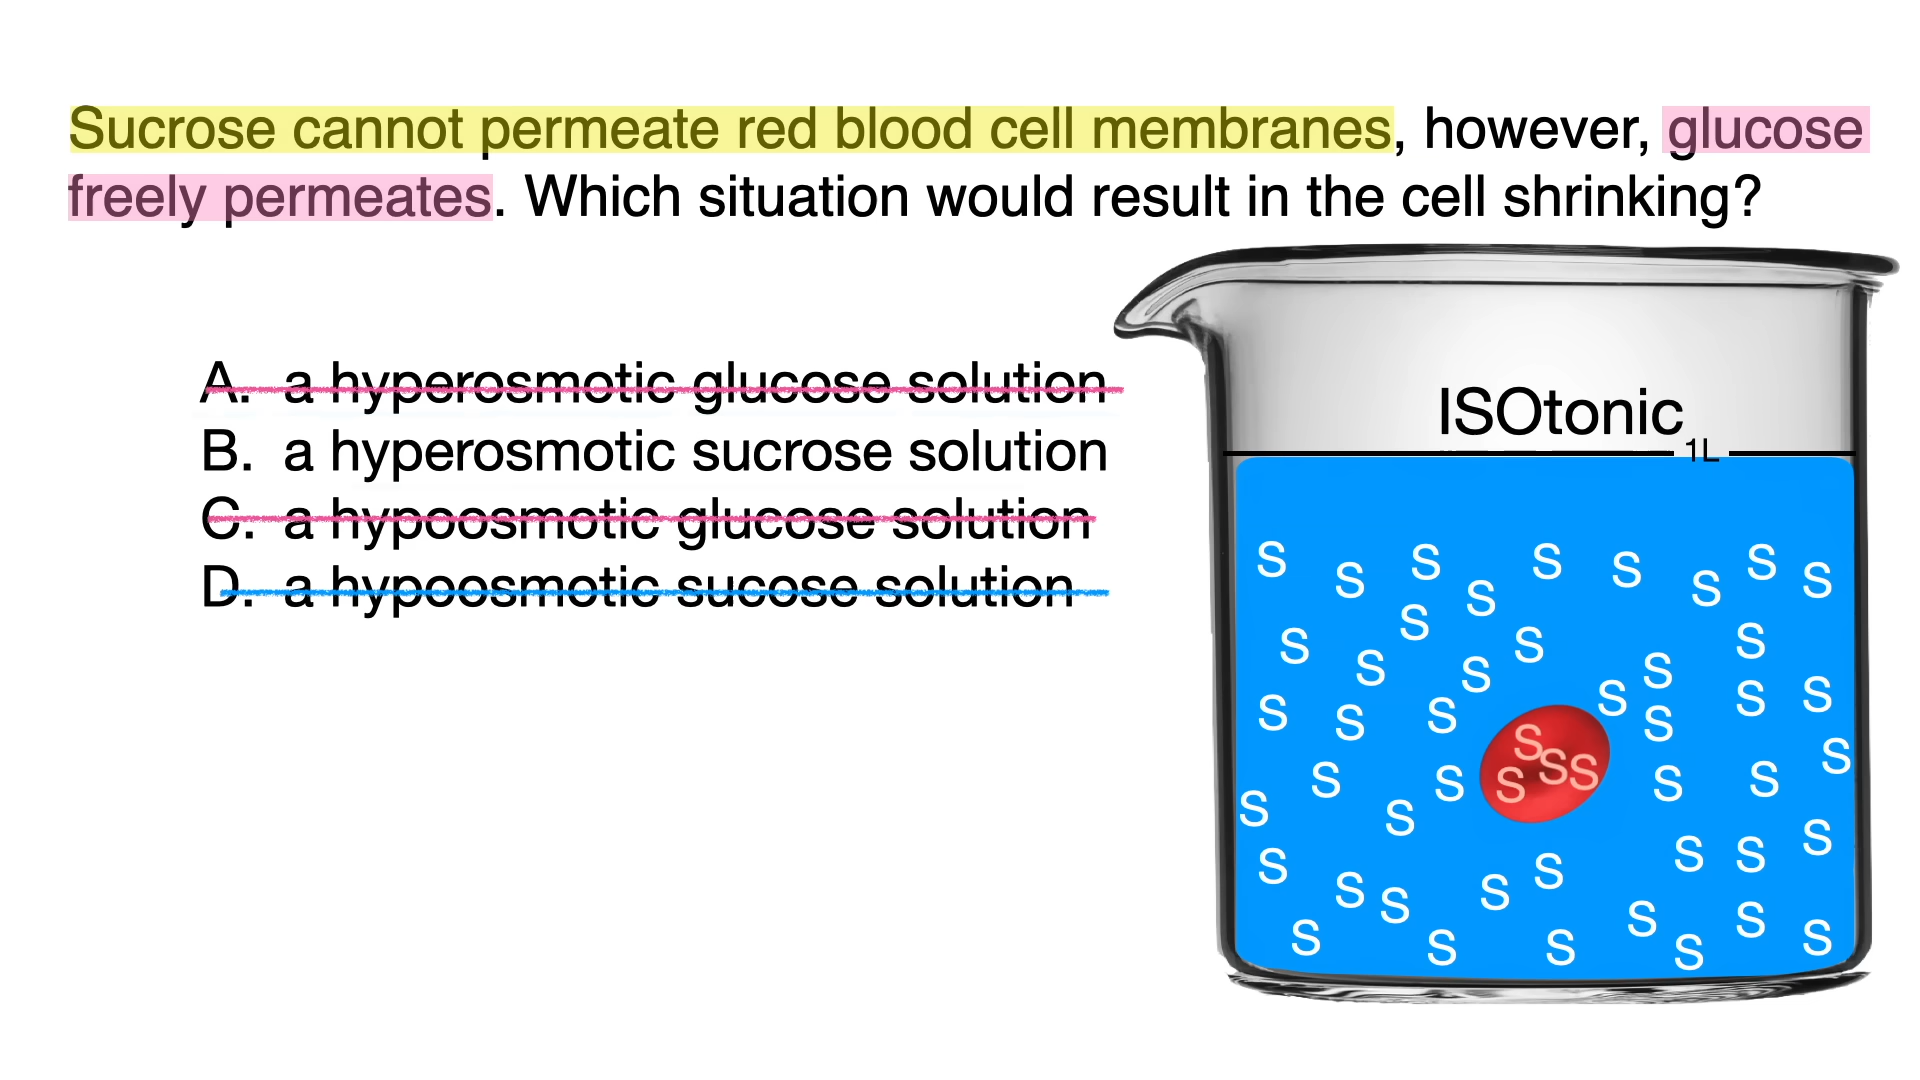 Sucrose cannot permeate red blood cell membranes, however, glucose
freely permeates. Which situation would result in the cell shrinking?
A. a hyperosmotic glucose solution
B. a hyperosmotic sucrose solution
C. a hypoosmotic glucose solution
D. a hypoosmotic sucose solution
ISOtonic
1L
S S S S S S S S S
S S
S S S S S
S S S S S
S S S S S
S S S S
S S S S S S S
S S S
S S S S
S S S S S S
S S S S S